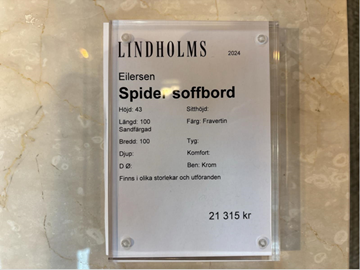 LINDHOLMS 2024
Eilersen
Spider soffbord
Höjd: 43 Sitthöjd:
Längd: 100 Färg: Fravertin
Sandfärgad
Bredd: 100 Tyg:
Djup: Komfort:
D Ø: Ben: Krom
Finns i olika storlekar och utföranden
21 315 kr